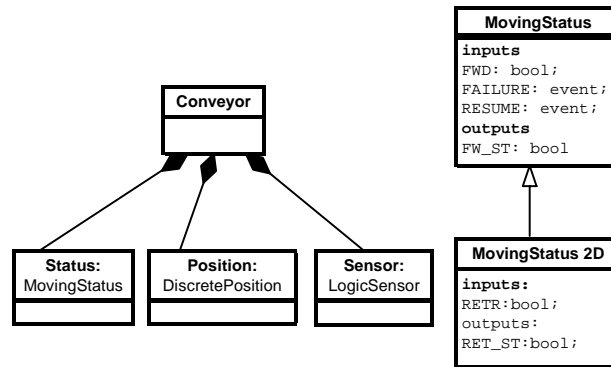 MovingStatus
inputs
FWD: bool;
FAILURE: event;
RESUME: event;
outputs
FW_ST: bool
Conveyor
Status:
MovingStatus
Position:
DiscretePosition
Sensor:
LogicSensor
MovingStatus 2D
inputs:
RETR:bool;
outputs:
RET_ST:bool;